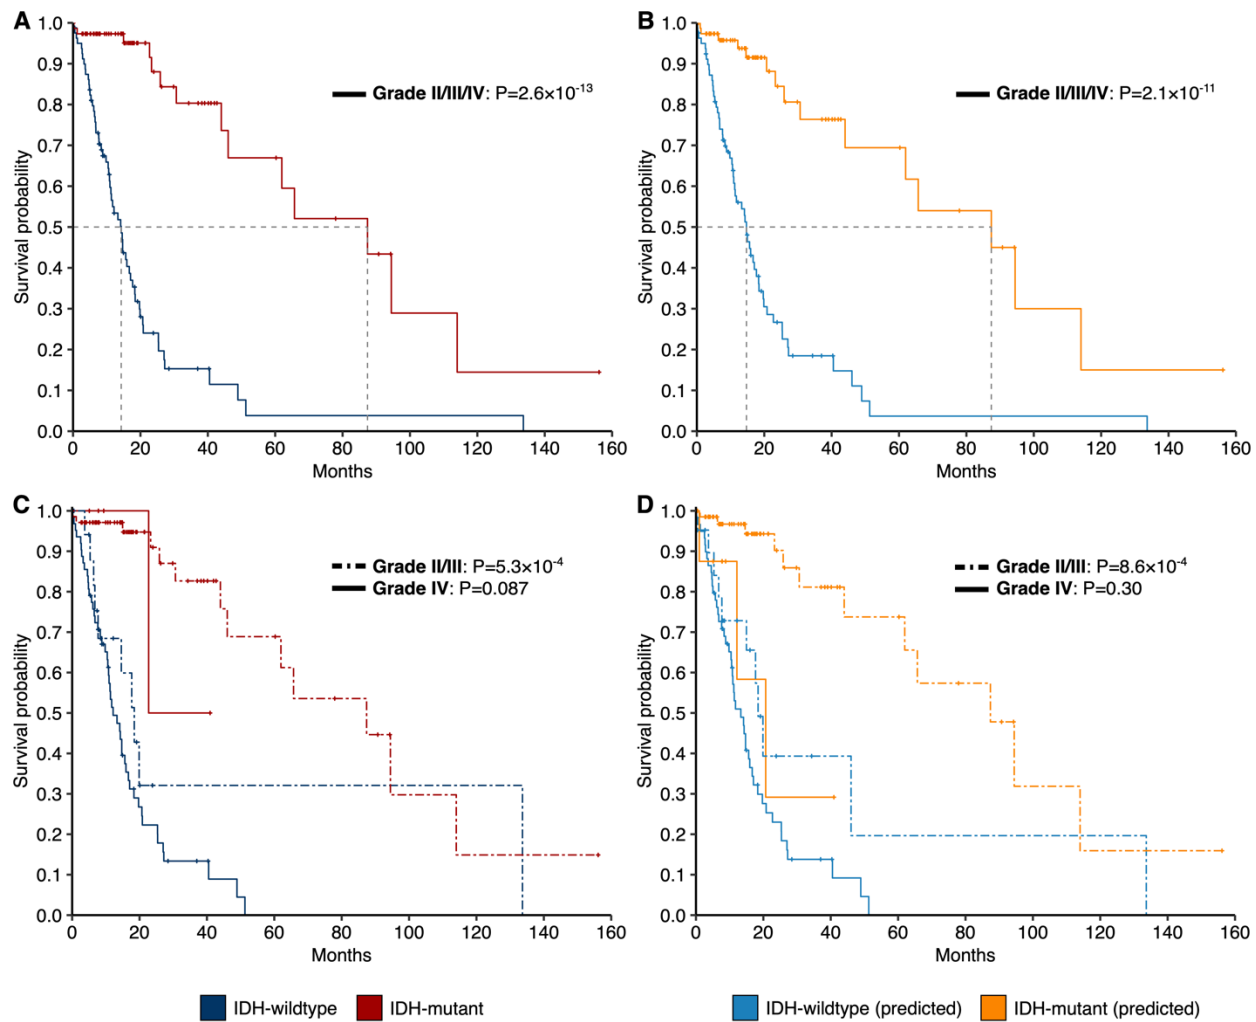 A
1.0
0.9
0.8
0.7
0.6
0.5
0.4
0.3
0.2
0.1
0.0
Survival probability
Grade II/III/IV: P=2.6×10-13
0 20 40 60 80 100 120 140 160
Months
B
1.0
0.9
0.8
0.7
0.6
0.5
0.4
0.3
0.2
0.1
0.0
Survival probability
Grade II/III/IV: P=2.1×10-11
0 20 40 60 80 100 120 140 160
Months
C
1.0
0.9
0.8
0.7
0.6
0.5
0.4
0.3
0.2
0.1
0.0
Survival probability
Grade II/III: P=5.3×10-4
Grade IV: P=0.087
0 20 40 60 80 100 120 140 160
Months
D
1.0
0.9
0.8
0.7
0.6
0.5
0.4
0.3
0.2
0.1
0.0
Survival probability
Grade II/III: P=8.6×10-4
Grade IV: P=0.30
0 20 40 60 80 100 120 140 160
Months
IDH-wildtype IDH-mutant
IDH-wildtype (predicted) IDH-mutant (predicted)